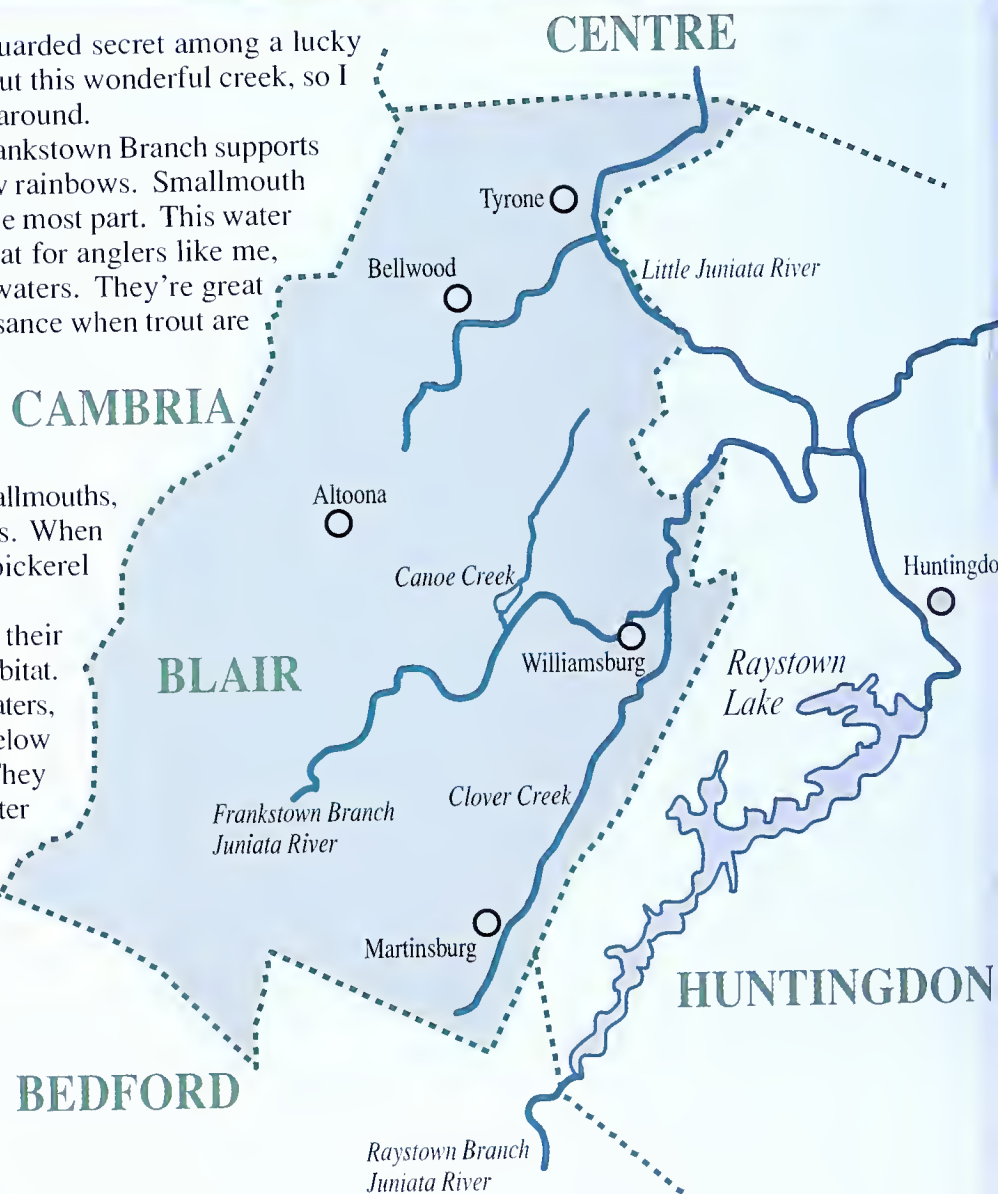 uarded secret among a lucky
out this wonderful creek, so I
around.
ankstown Branch supports
rainbows. Smallmouth
e most part. This water
at for anglers like me,
waters. They're great
sance when trout are
allmouths,
s. When
pickerel
their
bitat.
aters,
elow
They
ter
CENTRE
Tyrone
Bellwood
Little Juniata River
CAMBRIA
Altoona
Canoe Creek
Huntingdo
BLAIR
Williamsburg
Raystown
Lake
Clover Creek
Frankstown Branch
Juniata River
Martinsburg
HUNTINGDON
BEDFORD
Raystown Branch
Juniata River